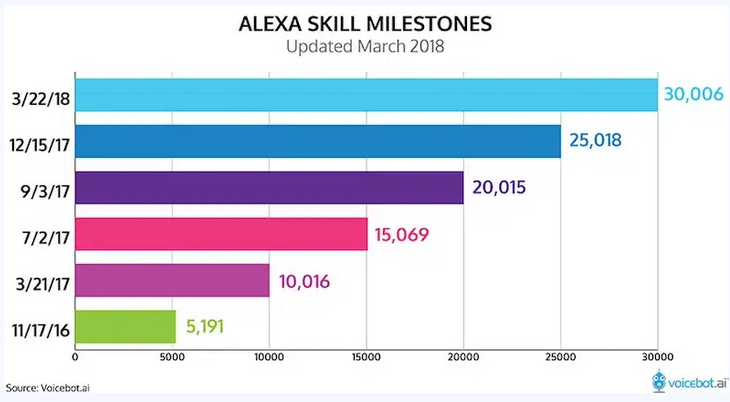 ALEXA SKILL MILESTONES
Updated March 2018
3/22/18 30,006
12/15/17 25,018
9/3/17 20,015
7/2/17 15,069
3/21/17 10,016
11/17/16 5,191
0 5000 10000 15000 20000 25000 30000
Source: Voicebot.ai
voicebot.ai